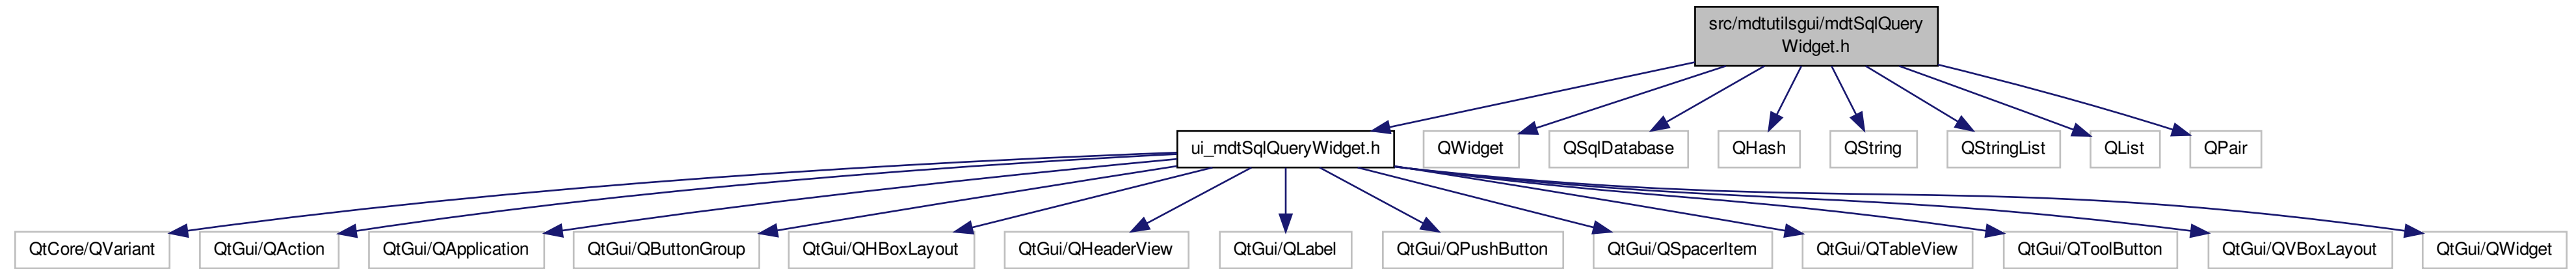 src/mdtutilsgui/mdtSqlQuery
Widget.h
ui_mdtSqlQueryWidget.h
QWidget
QSqlDatabase
QHash
QString
QStringList
QList
QPair
QtCore/QVariant
QtGui/QAction
QtGui/QApplication
QtGui/QButtonGroup
QtGui/QHBoxLayout
QtGui/QHeaderView
QtGui/QLabel
QtGui/QPushButton
QtGui/QSpacerItem
QtGui/QTableView
QtGui/QToolButton
QtGui/QVBoxLayout
QtGui/QWidget